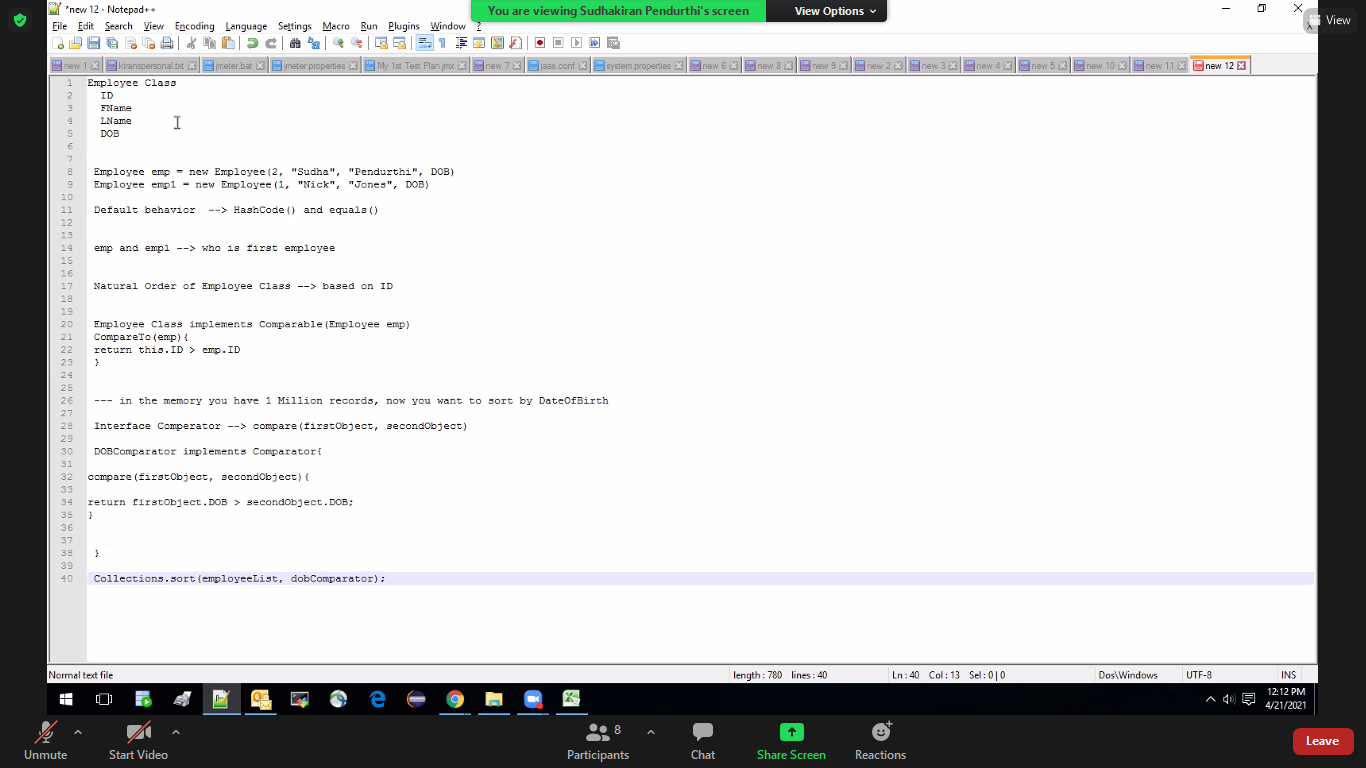 *new 12 - Notepad++
You are viewing Sudhakiran Pendurthi's screen
View Options
View
File Edit Search View Encoding Language Settings Macro Run Plugins Window ?
new 1 kiranspersonal.txt jmeter.bat jmeter.properties My 1st Test Plan.jmx new 7 jaas.conf system.properties new 6 new 8 new 9 new 2 new 3 new 4 new 5 new 10 new 11 new 12
1 Employee Class
2 ID
3 FName
4 LName
5 DOB
6
7
8 Employee emp = new Employee(2, "Sudha", "Pendurthi", DOB)
9 Employee emp1 = new Employee(1, "Nick", "Jones", DOB)
10
11 Default behavior --> HashCode() and equals()
12
13
14 emp and emp1 --> who is first employee
15
16
17 Natural Order of Employee Class --> based on ID
18
19
20 Employee Class implements Comparable(Employee emp)
21 CompareTo(emp){
22 return this.ID > emp.ID
23 }
24
25
26 --- in the memory you have 1 Million records, now you want to sort by DateOfBirth
27
28 Interface Comperator --> compare(firstObject, secondObject)
29
30 DOBComparator implements Comparator{
31
32 compare(firstObject, secondObject){
33
34 return firstObject.DOB > secondObject.DOB;
35 }
36
37
38 }
39
40 Collections.sort(employeeList, dobComparator);
Normal text file length : 780 lines : 40 Ln : 40 Col : 13 Sel : 0 | 0 Dos\Windows UTF-8 INS
12:12 PM
4/21/2021
Unmute Start Video Participants 8 Chat Share Screen Reactions Leave